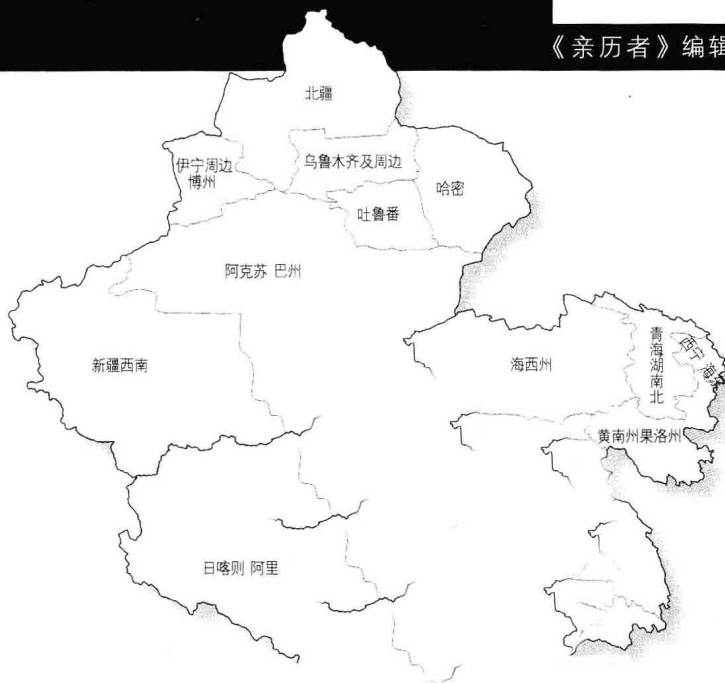 《亲历者》编辑
北疆
伊宁周边
博州
乌鲁木齐及周边
哈密
吐鲁番
阿克苏 巴州
新疆西南
海西州
青海湖南北
西宁 海东
黄南州果洛州
日喀则 阿里